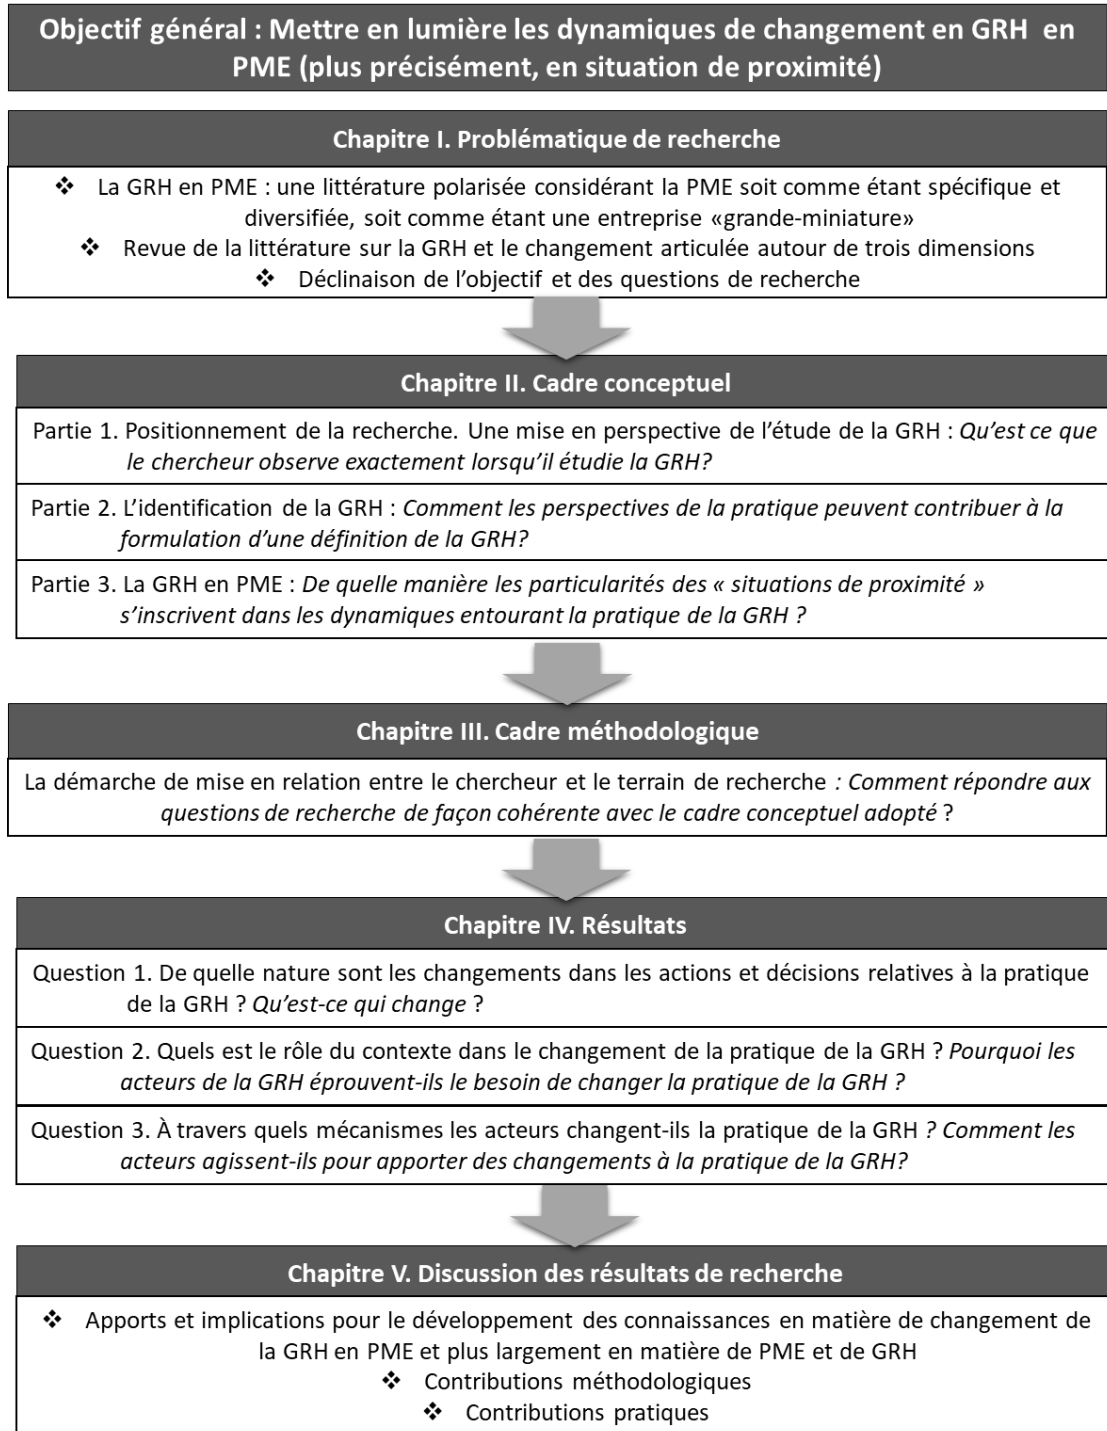 Objectif général : Mettre en lumière les dynamiques de changement en GRH en
PME (plus précisément, en situation de proximité)
Chapitre I. Problématique de recherche
❖ La GRH en PME : une littérature polarisée considérant la PME soit comme étant spécifique et
diversifiée, soit comme étant une entreprise «grande-miniature»
❖ Revue de la littérature sur la GRH et le changement articulée autour de trois dimensions
❖ Déclinaison de l’objectif et des questions de recherche
Chapitre II. Cadre conceptuel
Partie 1. Positionnement de la recherche. Une mise en perspective de l’étude de la GRH : Qu’est ce que
le chercheur observe exactement lorsqu’il étudie la GRH?
Partie 2. L’identification de la GRH : Comment les perspectives de la pratique peuvent contribuer à la
formulation d’une définition de la GRH?
Partie 3. La GRH en PME : De quelle manière les particularités des « situations de proximité »
s’inscrivent dans les dynamiques entourant la pratique de la GRH ?
Chapitre III. Cadre méthodologique
La démarche de mise en relation entre le chercheur et le terrain de recherche : Comment répondre aux
questions de recherche de façon cohérente avec le cadre conceptuel adopté ?
Chapitre IV. Résultats
Question 1. De quelle nature sont les changements dans les actions et décisions relatives à la pratique
de la GRH ? Qu’est-ce qui change ?
Question 2. Quels est le rôle du contexte dans le changement de la pratique de la GRH ? Pourquoi les
acteurs de la GRH éprouvent-ils le besoin de changer la pratique de la GRH ?
Question 3. À travers quels mécanismes les acteurs changent-ils la pratique de la GRH ? Comment les
acteurs agissent-ils pour apporter des changements à la pratique de la GRH?
Chapitre V. Discussion des résultats de recherche
❖ Apports et implications pour le développement des connaissances en matière de changement de
la GRH en PME et plus largement en matière de PME et de GRH
❖ Contributions méthodologiques
❖ Contributions pratiques